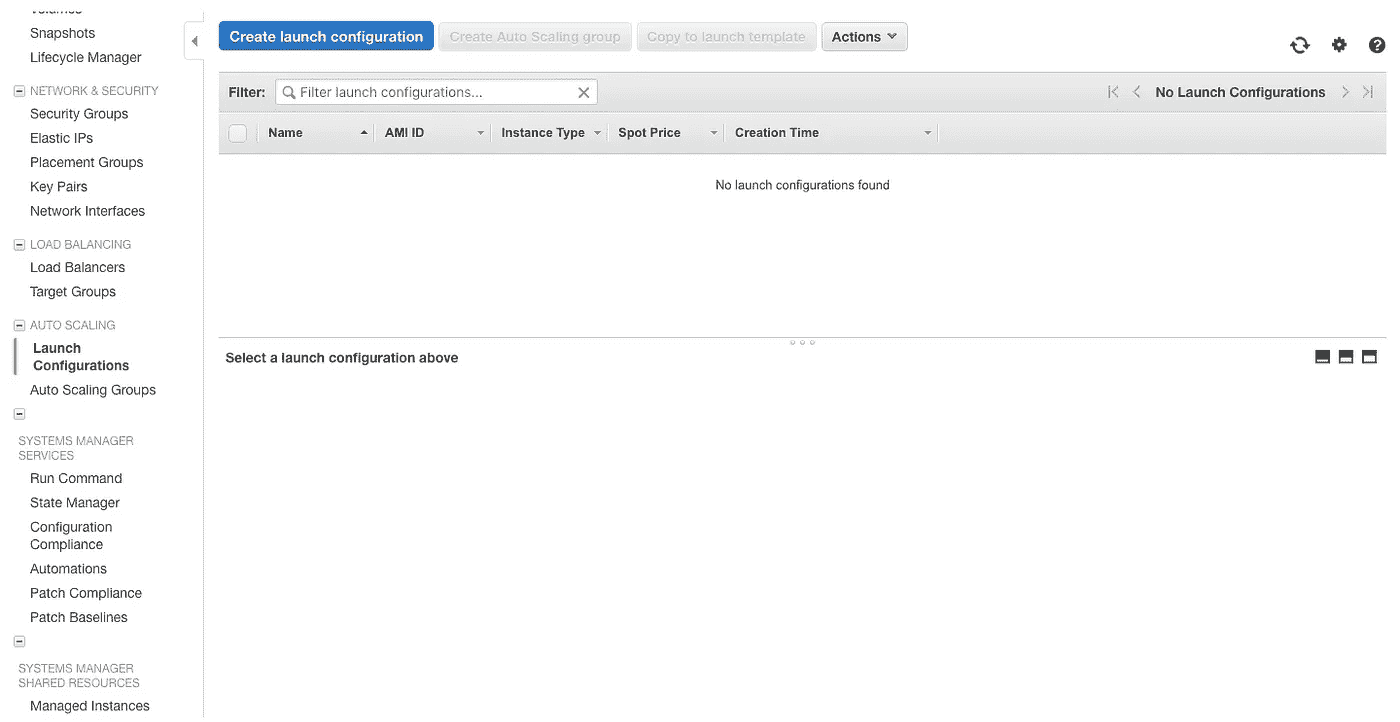 Snapshots
Lifecycle Manager
NETWORK & SECURITY
Security Groups
Elastic IPs
Placement Groups
Key Pairs
Network Interfaces
LOAD BALANCING
Load Balancers
Target Groups
AUTO SCALING
Launch
Configurations
Auto Scaling Groups
SYSTEMS MANAGER
SERVICES
Run Command
State Manager
Configuration
Compliance
Automations
Patch Compliance
Patch Baselines
SYSTEMS MANAGER
SHARED RESOURCES
Managed Instances
Create launch configuration Create Auto Scaling group Copy to launch template Actions
Filter: Filter launch configurations... No Launch Configurations
Name AMI ID Instance Type Spot Price Creation Time
No launch configurations found
Select a launch configuration above